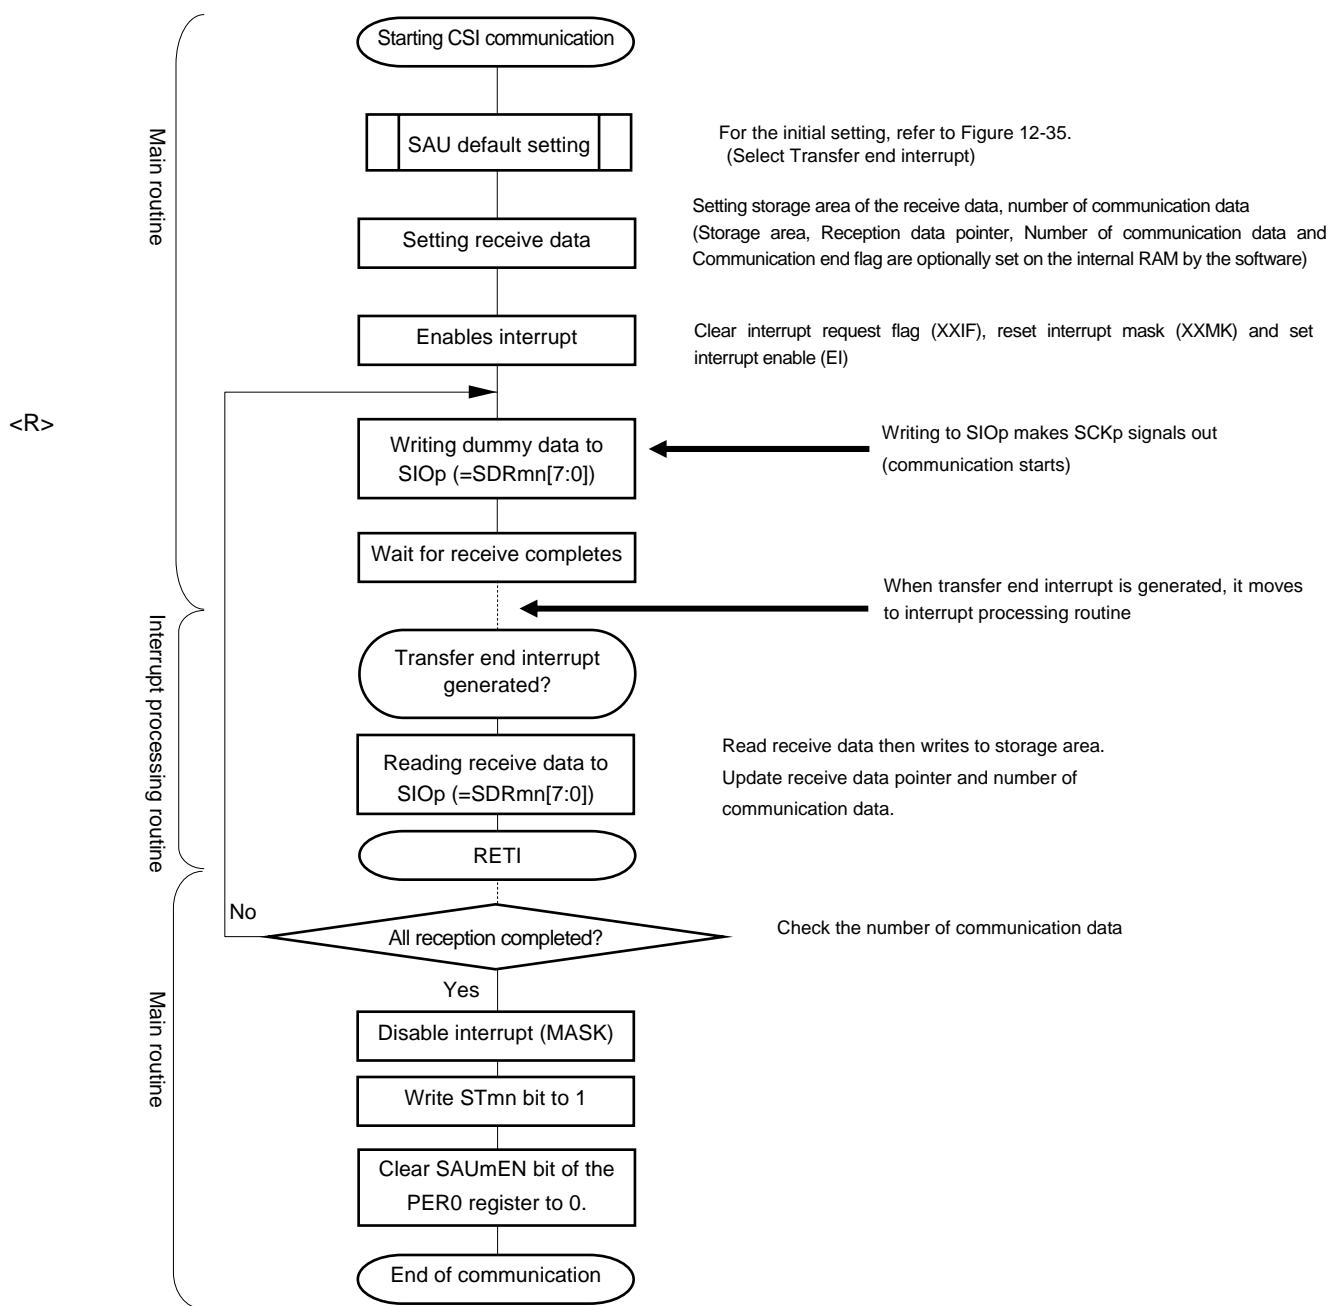 Starting CSI communication
Main routine
SAU default setting
For the initial setting, refer to Figure 12-35.
(Select Transfer end interrupt)
Setting receive data
Setting storage area of the receive data, number of communication data
(Storage area, Reception data pointer, Number of communication data and
Communication end flag are optionally set on the internal RAM by the software)
Enables interrupt
Clear interrupt request flag (XXIF), reset interrupt mask (XXMK) and set
interrupt enable (EI)
<R>
Writing dummy data to
SIOp (=SDRmn[7:0])
Writing to SIOp makes SCKp signals out
(communication starts)
Wait for receive completes
When transfer end interrupt is generated, it moves
to interrupt processing routine
Interrupt processing routine
Transfer end interrupt
generated?
Reading receive data to
SIOp (=SDRmn[7:0])
Read receive data then writes to storage area.
Update receive data pointer and number of
communication data.
RETI
No
All reception completed?
Check the number of communication data
Yes
Main routine
Disable interrupt (MASK)
Write STmn bit to 1
Clear SAUmEN bit of the
PER0 register to 0.
End of communication